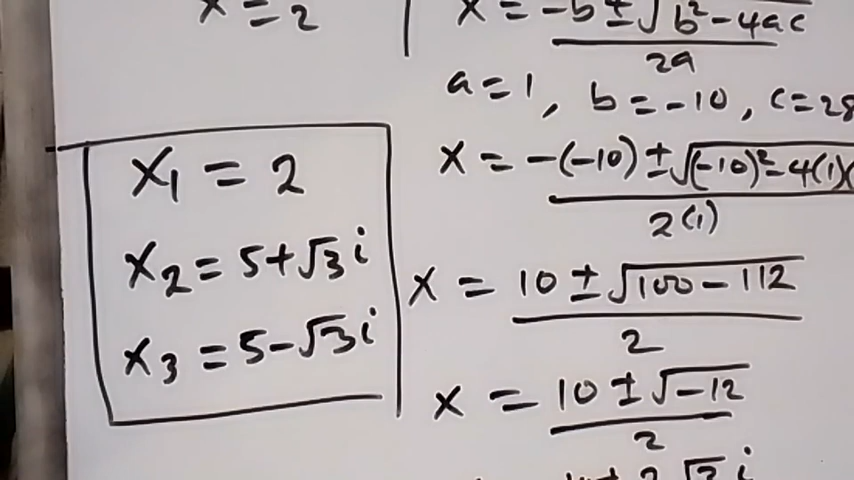 x = 2
x₁ = 2
x₂ = 5+√3 i
x₃ = 5-√3 i
x = -b ± √b²-4ac / 2a
a = 1, b = -10, c = 28
x = -(-10) ± √(-10)²-4(1)( / 2(1)
x = 10 ± √100-112 / 2
x = 10 ± √-12 / 2